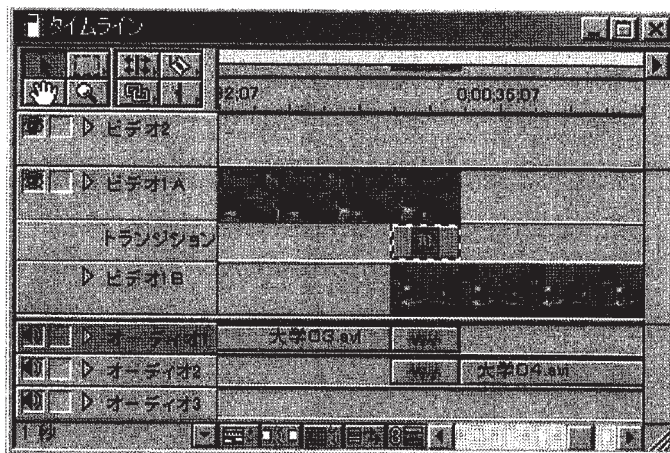 タイムライン
2:07 0;00;35;07
ビデオ2
ビデオ1A
トランジション
ビデオ1B
オーディオ1 大学03.avi
オーディオ2 大学04.avi
オーディオ3
1 秒